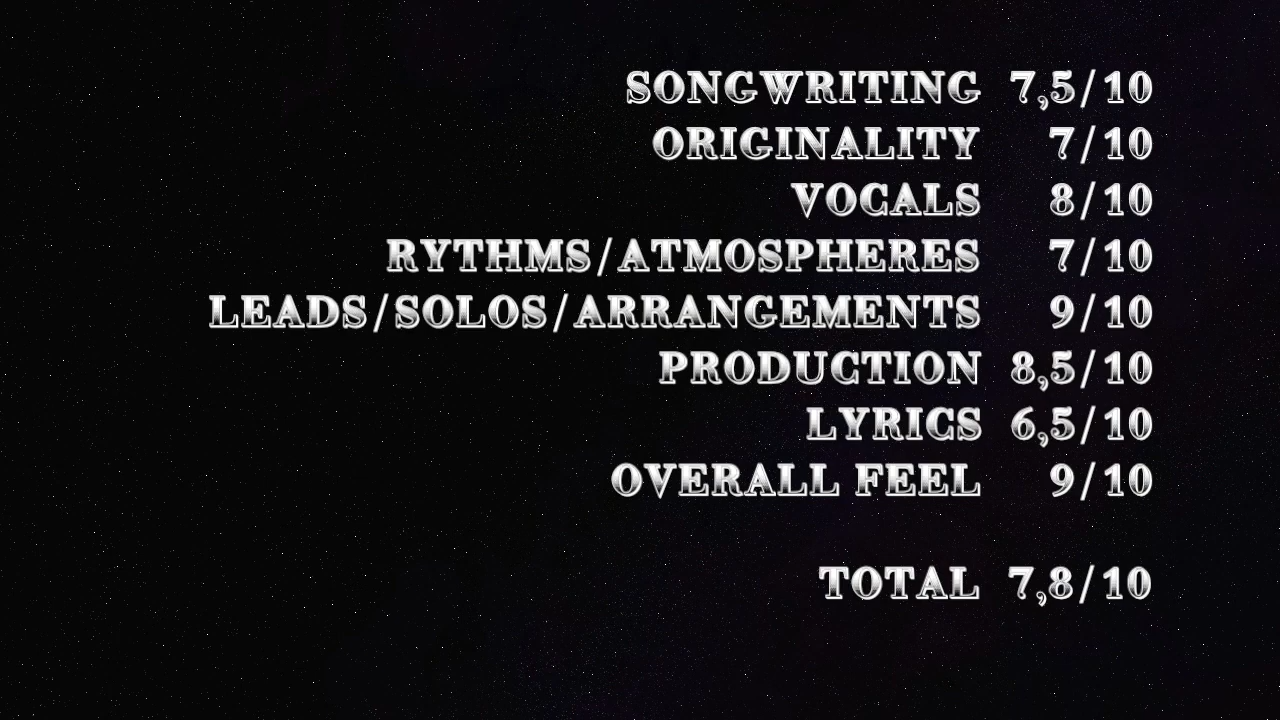 SONGWRITING 7,5/10
ORIGINALITY 7/10
VOCALS 8/10
RYTHMS/ATMOSPHERES 7/10
LEADS/SOLOS/ARRANGEMENTS 9/10
PRODUCTION 8,5/10
LYRICS 6,5/10
OVERALL FEEL 9/10
TOTAL 7,8/10